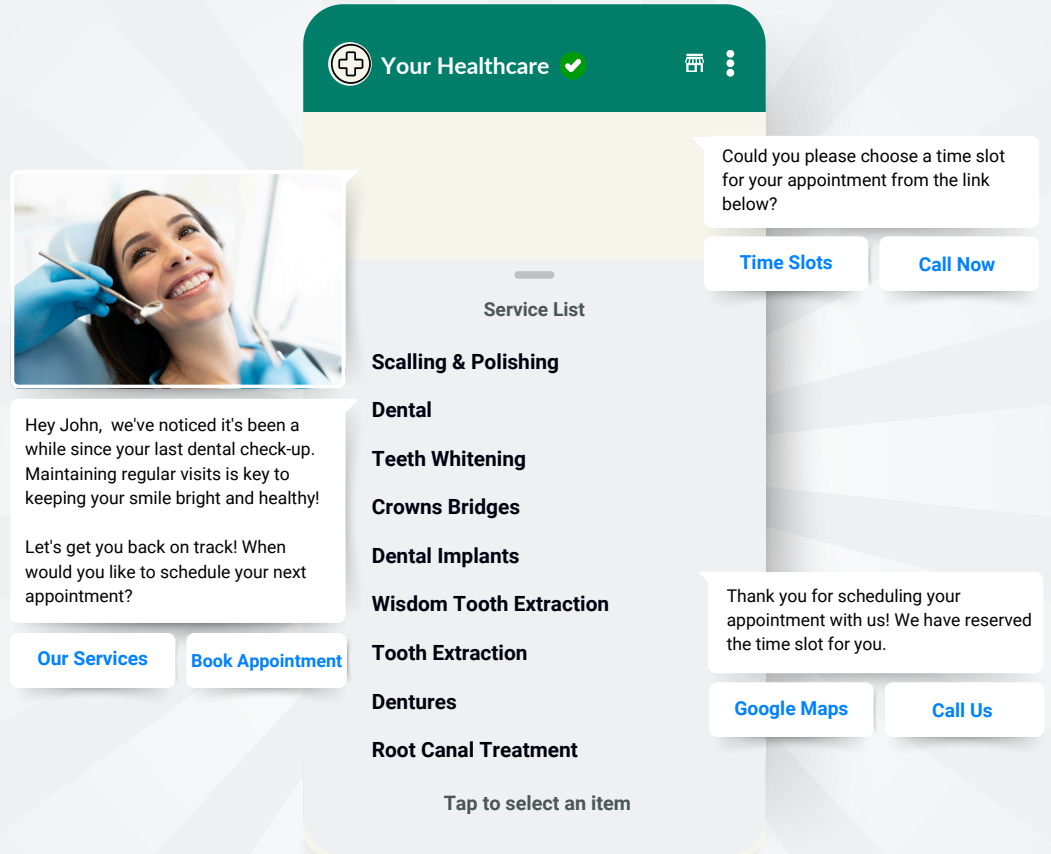 Your Healthcare
Hey John, we've noticed it's been a
while since your last dental check-up.
Maintaining regular visits is key to
keeping your smile bright and healthy!
Let's get you back on track! When
would you like to schedule your next
appointment?
Our Services
Book Appointment
Service List
Scalling & Polishing
Dental
Teeth Whitening
Crowns Bridges
Dental Implants
Wisdom Tooth Extraction
Tooth Extraction
Dentures
Root Canal Treatment
Tap to select an item
Could you please choose a time slot
for your appointment from the link
below?
Time Slots
Call Now
Thank you for scheduling your
appointment with us! We have reserved
the time slot for you.
Google Maps
Call Us